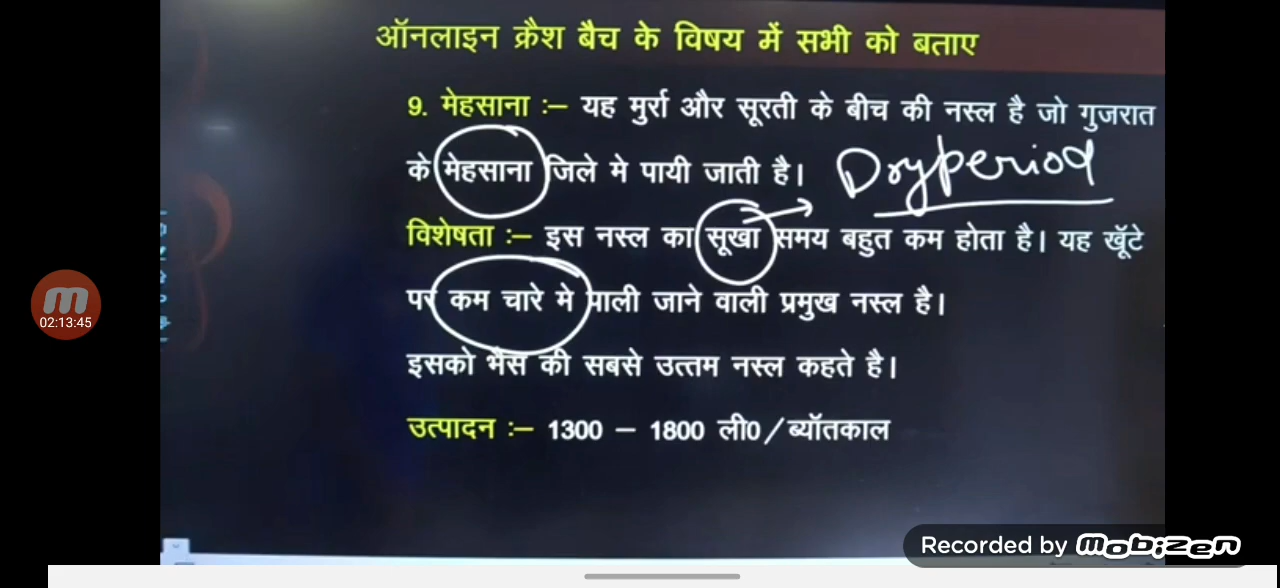 ऑनलाइन क्रैश बैच के विषय में सभी को बताए
9. मेहसाना :– यह मुर्रा और सूरती के बीच की नस्ल है जो गुजरात
के मेहसाना जिले मे पायी जाती है। Dryperiod
विशेषता :– इस नस्ल का सूखा समय बहुत कम होता है। यह खूँटे
पर कम चारे मे पाली जाने वाली प्रमुख नस्ल है।
इसको भैंस की सबसे उत्तम नस्ल कहते है।
उत्पादन :– 1300 – 1800 ली0/ब्यॉतकाल
02:13:45
Recorded by mobizen